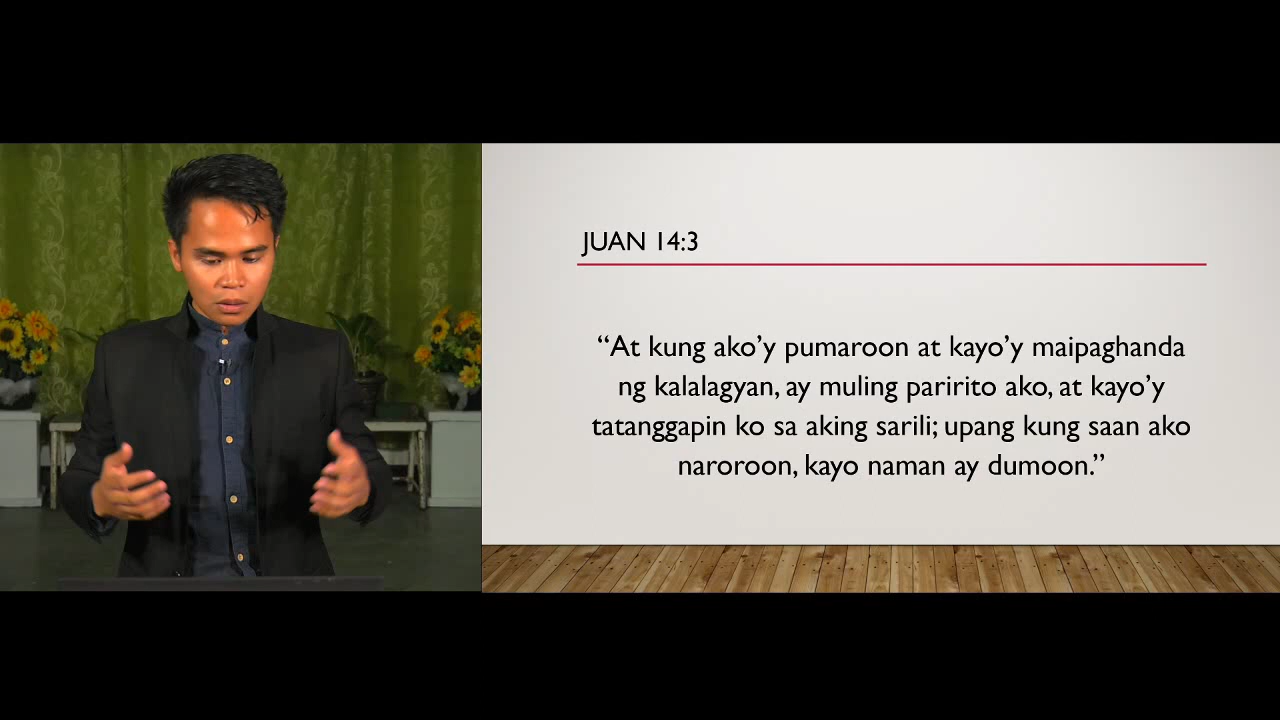 JUAN 14:3
“At kung ako’y pumaroon at kayo’y maipaghanda
ng kalalagyan, ay muling paririto ako, at kayo’y
tatanggapin ko sa aking sarili; upang kung saan ako
naroroon, kayo naman ay dumoon.”